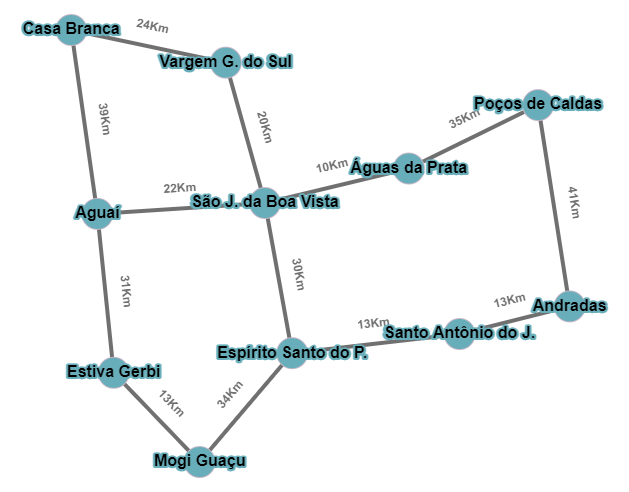 Casa Branca
24Km
Vargem G. do Sul
Poços de Caldas
39Km
20Km
35Km
10Km
Águas da Prata
22Km
São J. da Boa Vista
41Km
Aguaí
31Km
30Km
13Km
Andradas
13Km
Santo Antônio do J.
Espírito Santo do P.
Estiva Gerbi
13Km
34Km
Mogi Guaçu